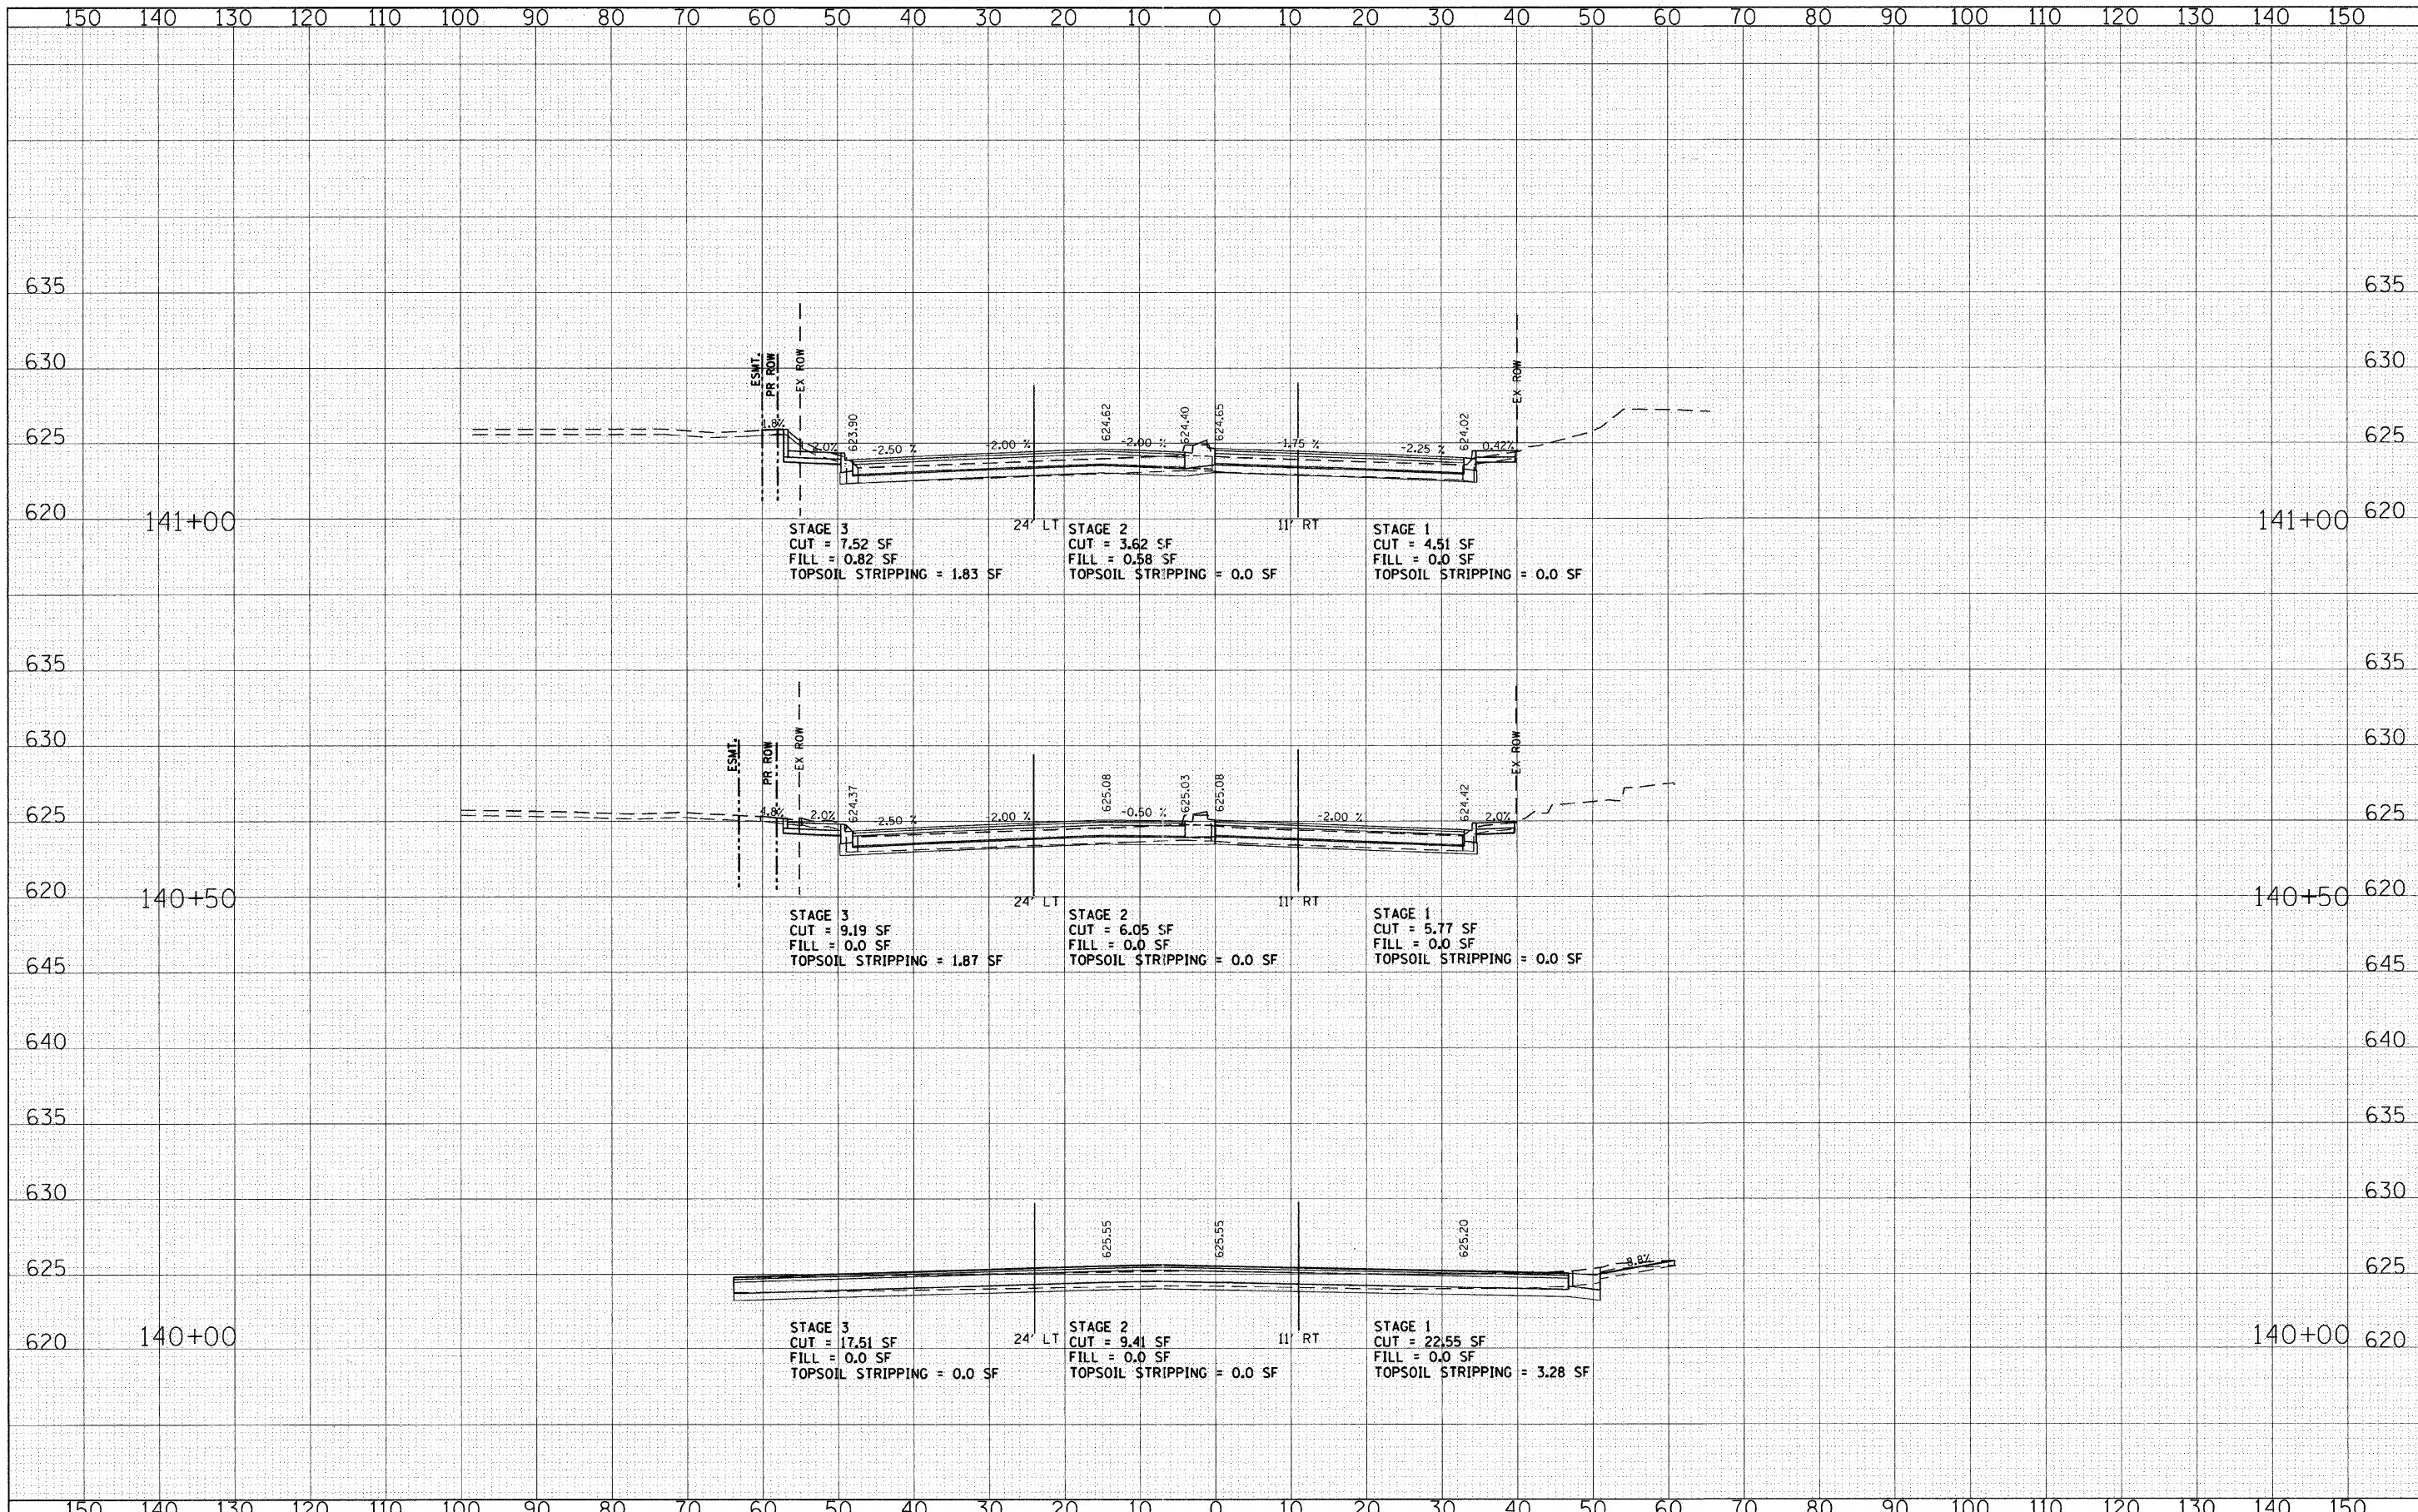 150 140 130 120 110 100 90 80 70 60 50 40 30 20 10 0 10 20 30 40 50 60 70 80 90 100 110 120 130 140 150
635 635
630 ESMT. PR ROW EX ROW EX ROW 630
625 1.8% 2.0% 623.90 -2.50 % -2.00 % 624.62 -2.00 % 624.40 624.65 -1.75 % -2.25 % 624.02 0.42% 625
620 141+00 24' LT 11' RT 141+00 620
STAGE 3
CUT = 7.52 SF
FILL = 0.82 SF
TOPSOIL STRIPPING = 1.83 SF
STAGE 2
CUT = 3.62 SF
FILL = 0.58 SF
TOPSOIL STRIPPING = 0.0 SF
STAGE 1
CUT = 4.51 SF
FILL = 0.0 SF
TOPSOIL STRIPPING = 0.0 SF
635 635
630 ESMT. PR ROW EX ROW EX ROW 630
625 4.8% 2.0% 624.37 -2.50 % 2.00 % 625.08 -0.50 % 625.03 625.08 -2.00 % 624.42 2.0% 625
620 140+50 24' LT 11' RT 140+50 620
STAGE 3
CUT = 9.19 SF
FILL = 0.0 SF
TOPSOIL STRIPPING = 1.87 SF
STAGE 2
CUT = 6.05 SF
FILL = 0.0 SF
TOPSOIL STRIPPING = 0.0 SF
STAGE 1
CUT = 5.77 SF
FILL = 0.0 SF
TOPSOIL STRIPPING = 0.0 SF
645 645
640 640
635 635
630 630
625 625.55 625.55 625.20 8.8% 625
620 140+00 24' LT 11' RT 140+00 620
STAGE 3
CUT = 17.51 SF
FILL = 0.0 SF
TOPSOIL STRIPPING = 0.0 SF
STAGE 2
CUT = 9.41 SF
FILL = 0.0 SF
TOPSOIL STRIPPING = 0.0 SF
STAGE 1
CUT = 22.55 SF
FILL = 0.0 SF
TOPSOIL STRIPPING = 3.28 SF
150 140 130 120 110 100 90 80 70 60 50 40 30 20 10 0 10 20 30 40 50 60 70 80 90 100 110 120 130 140 150